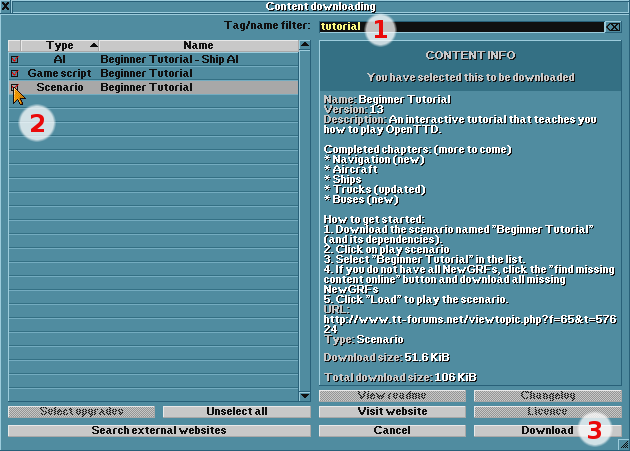 X Content downloading
Tag/name filter: tutorial 1
Type Name
AI Beginner Tutorial - Ship AI
Game script Beginner Tutorial
Scenario Beginner Tutorial
2
CONTENT INFO
You have selected this to be downloaded
Name: Beginner Tutorial
Version: 1.3
Description: An interactive tutorial that teaches you
how to play OpenTTD.
Completed chapters: (more to come)
* Navigation (new)
* Aircraft
* Ships
* Trucks (updated)
* Buses (new)
How to get started:
1. Download the scenario named "Beginner Tutorial"
(and its dependencies).
2. Click on play scenario
3. Select "Beginner Tutorial" in the list.
4. If you do not have all NewGRFs, click the "find missing
content online" button and download all missing
NewGRFs
5. Click "Load" to play the scenario.
URL:
http://www.tt-forums.net/viewtopic.php?f=65&t=576
24
Type: Scenario
Download size: 51.6 KiB
Total download size: 106 KiB
Select upgrades Unselect all
View readme Changelog
Visit website Licence
Search external websites
Cancel Download 3